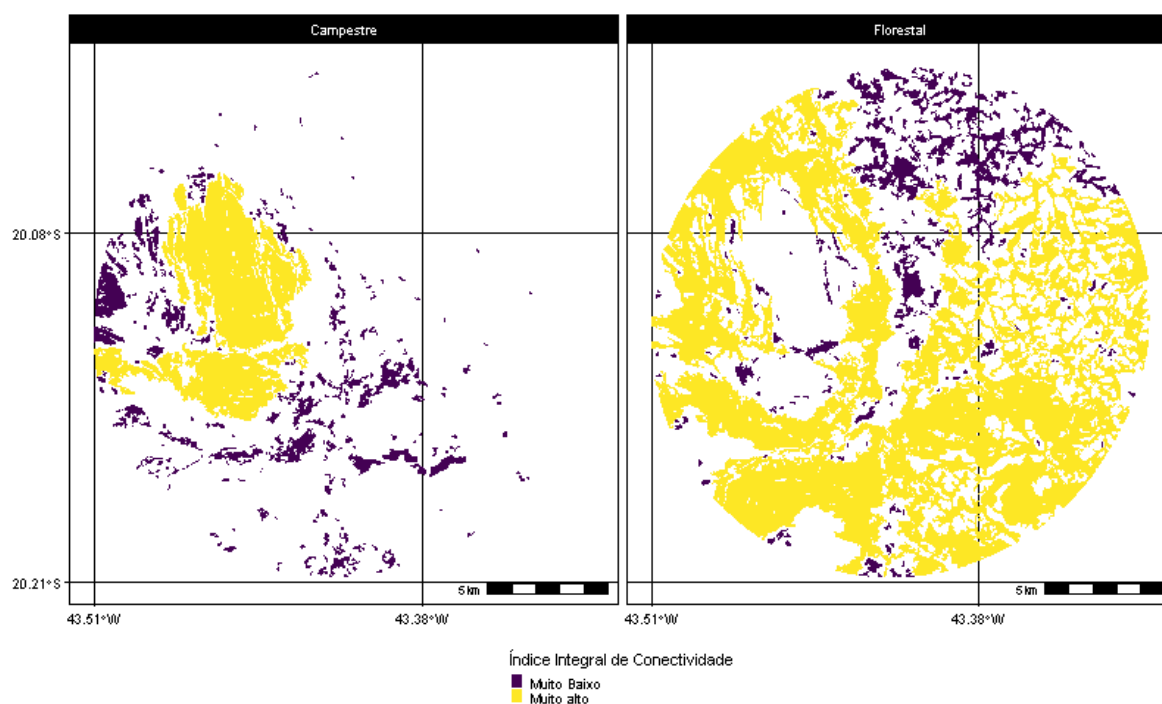 Campestre
Florestal
20.08°S
20.21°S
5 km
5 km
43.51°W
43.38°W
43.51°W
43.38°W
Índice Integral de Conectividade
Muito Baixo
Muito alto